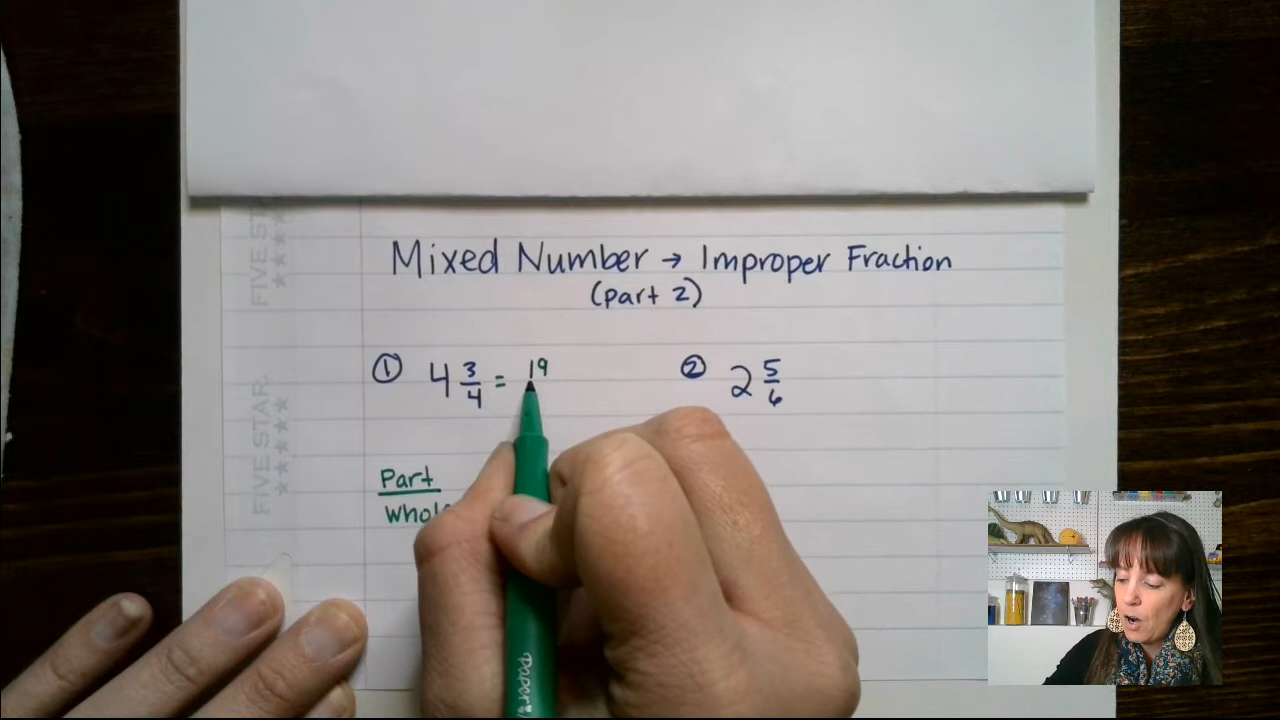 FIVE STAR
Mixed Number → Improper Fraction
(part 2)
① 4 3/4 = 19
② 2 5/6
FIVE STAR
Part
Paper